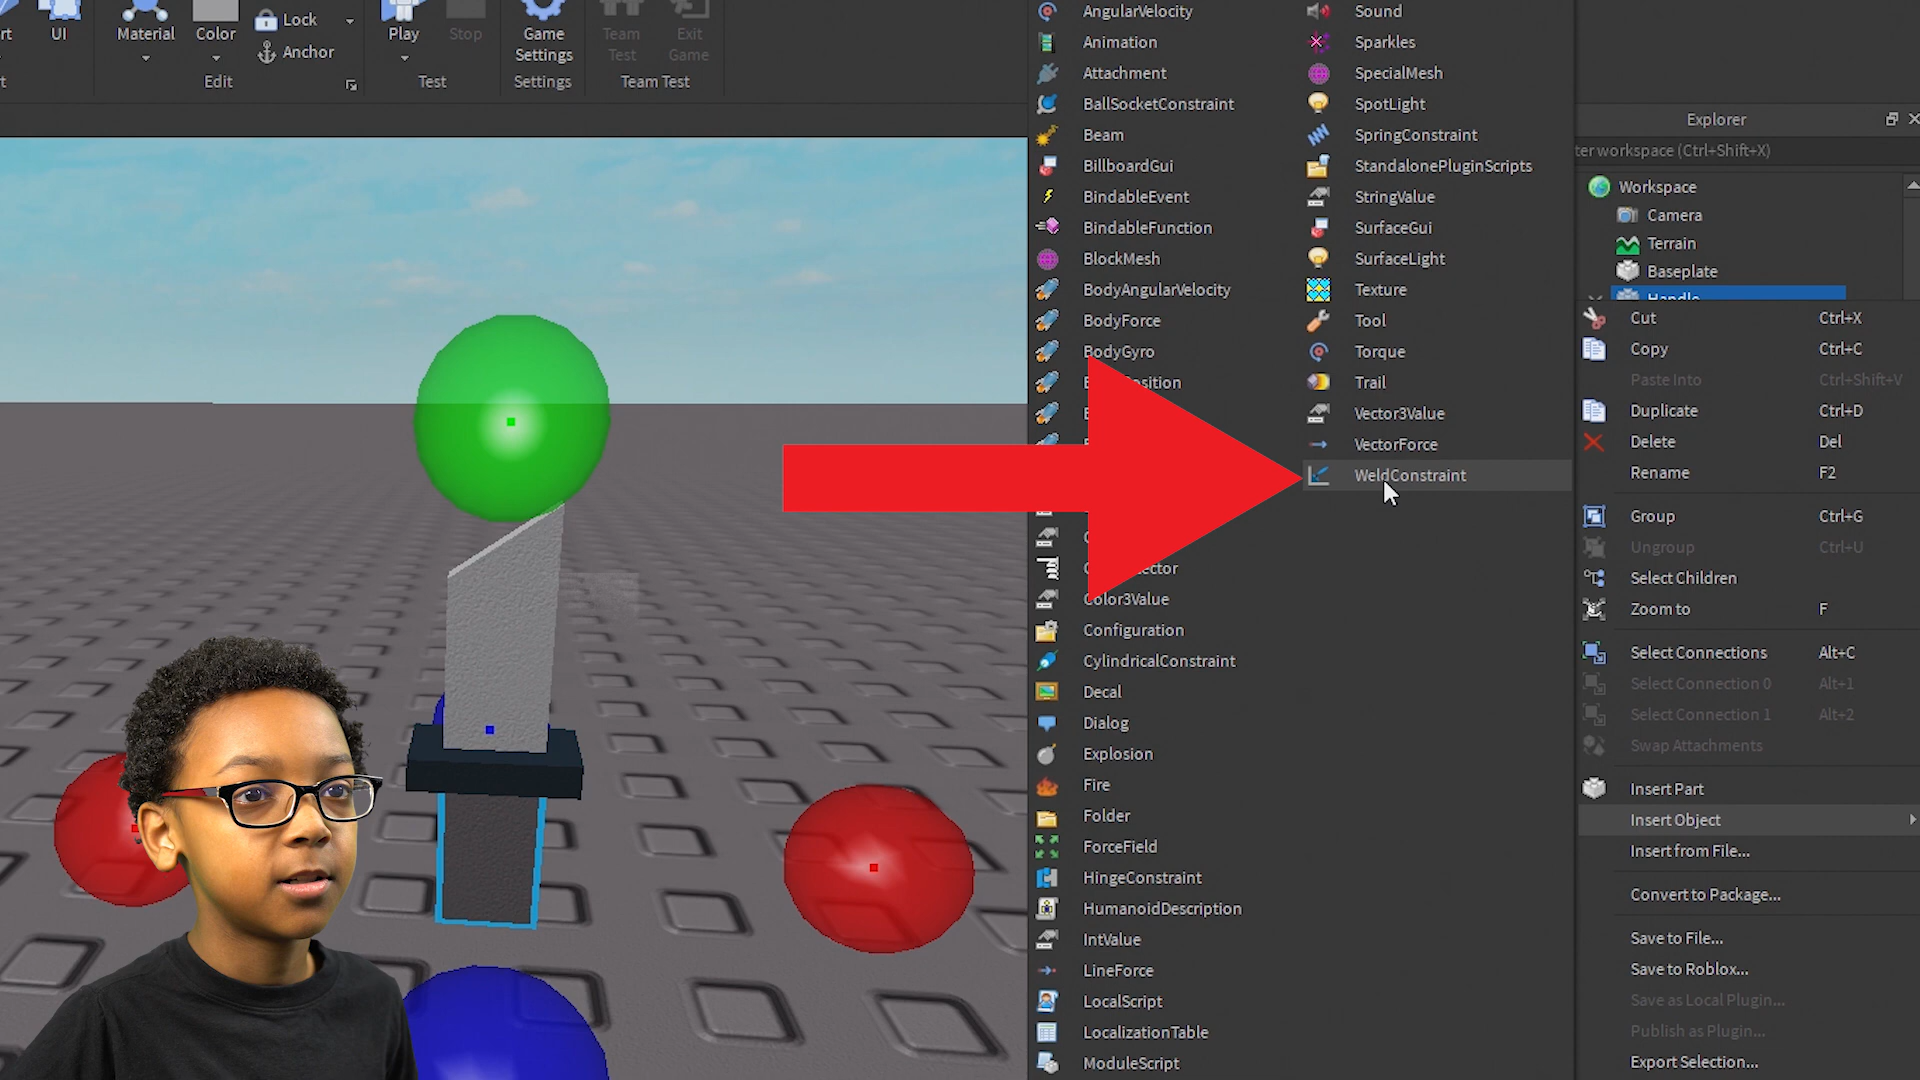 rt
UI
Material
Color
Lock
Anchor
Play
Stop
Game
Settings
Team
Test
Exit
Game
t
Edit
Test
Settings
Team Test
AngularVelocity
Animation
Attachment
BallSocketConstraint
Beam
BillboardGui
BindableEvent
BindableFunction
BlockMesh
BodyAngularVelocity
BodyForce
BodyGyro
Color3Value
Configuration
CylindricalConstraint
Decal
Dialog
Explosion
Fire
Folder
ForceField
HingeConstraint
HumanoidDescription
IntValue
LineForce
LocalScript
LocalizationTable
ModuleScript
Sound
Sparkles
SpecialMesh
SpotLight
SpringConstraint
StandalonePluginScripts
StringValue
SurfaceGui
SurfaceLight
Texture
Tool
Torque
Trail
Vector3Value
VectorForce
WeldConstraint
Explorer
ter workspace (Ctrl+Shift+X)
Workspace
Camera
Terrain
Baseplate
Handle
Cut Ctrl+X
Copy Ctrl+C
Paste Into Ctrl+Shift+V
Duplicate Ctrl+D
Delete Del
Rename F2
Group Ctrl+G
Ungroup Ctrl+U
Select Children
Zoom to F
Select Connections Alt+C
Select Connection 0 Alt+1
Select Connection 1 Alt+2
Swap Attachments
Insert Part
Insert Object
Insert from File...
Convert to Package...
Save to File...
Save to Roblox...
Save as Local Plugin...
Publish as Plugin...
Export Selection...